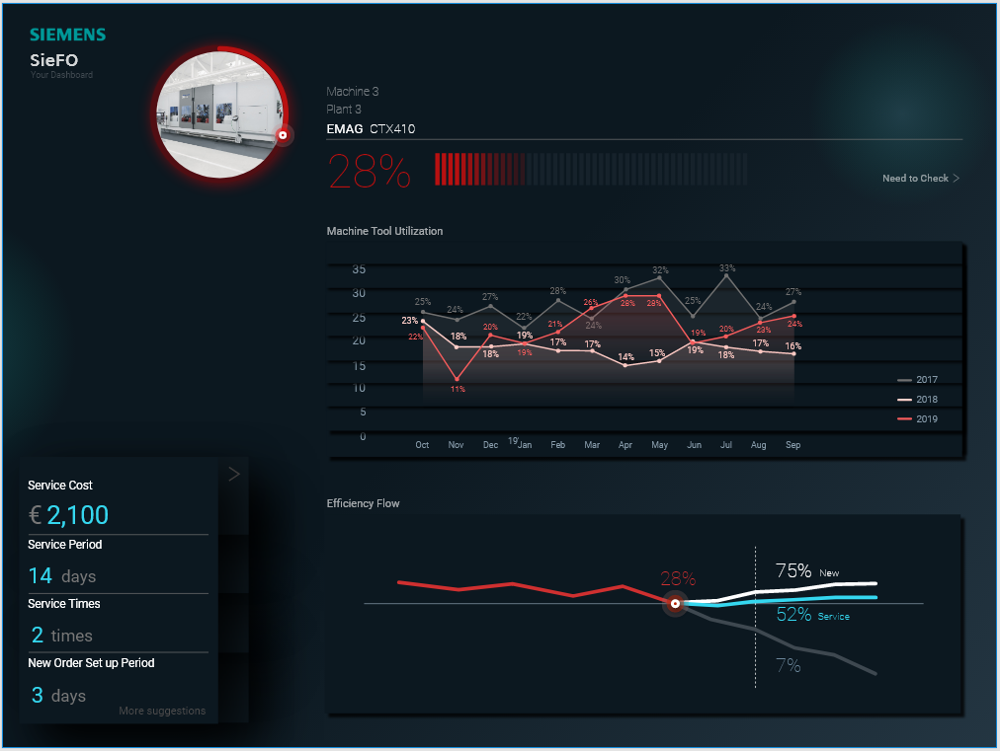 SIEMENS
SieFO
Your Dashboard
Machine 3
Plant 3
EMAG CTX410
28%
Need to Check >
Machine Tool Utilization
35
30
25
20
15
10
5
0
25% 24% 27% 22% 28% 24% 30% 32% 25% 33% 24% 27%
23% 18% 18% 19% 17% 17% 14% 15% 19% 18% 17% 16%
22% 11% 20% 19% 21% 26% 28% 28% 19% 20% 23% 24%
2017
2018
2019
Oct Nov Dec 19' Jan Feb Mar Apr May Jun Jul Aug Sep
Service Cost
€ 2,100
Service Period
14 days
Service Times
2 times
New Order Set up Period
3 days
More suggestions
Efficiency Flow
28%
75% New
52% Service
7%